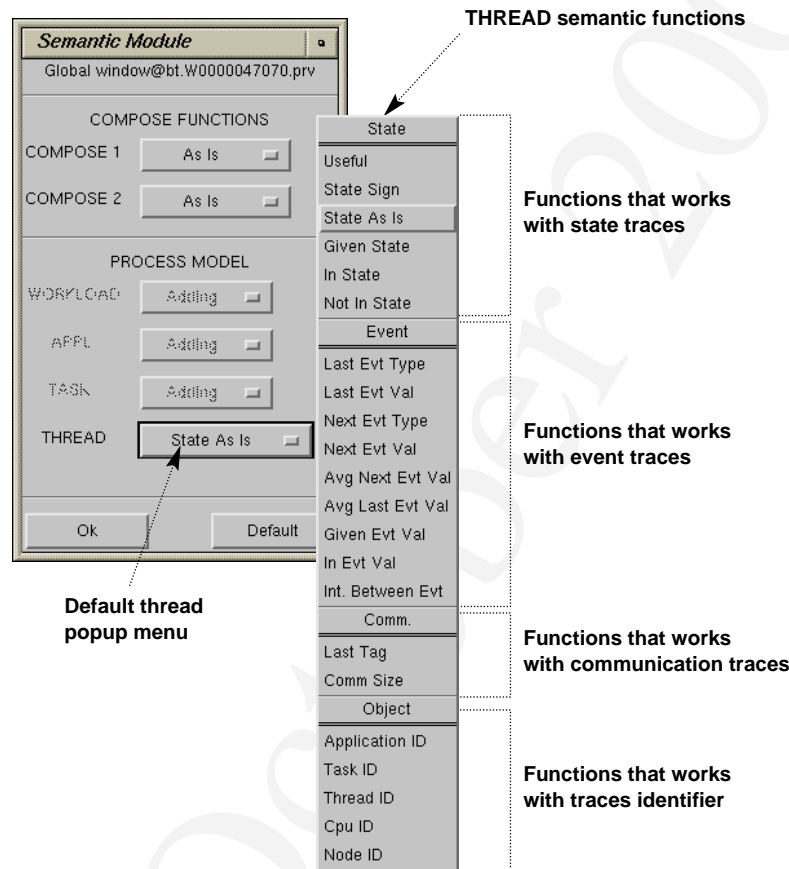 THREAD semantic functions
Semantic Module
Global window@bt.W0000047070.prv
COMPOSE FUNCTIONS
COMPOSE 1 As Is
COMPOSE 2 As Is
PROCESS MODEL
WORKLOAD Adding
APPL Adding
TASK Adding
THREAD State As Is
Ok Default
Default thread
popup menu
State
Useful
State Sign
State As Is
Given State
In State
Not In State
Event
Last Evt Type
Last Evt Val
Next Evt Type
Next Evt Val
Avg Next Evt Val
Avg Last Evt Val
Given Evt Val
In Evt Val
Int. Between Evt
Comm.
Last Tag
Comm Size
Object
Application ID
Task ID
Thread ID
Cpu ID
Node ID
Functions that works
with state traces
Functions that works
with event traces
Functions that works
with communication traces
Functions that works
with traces identifier